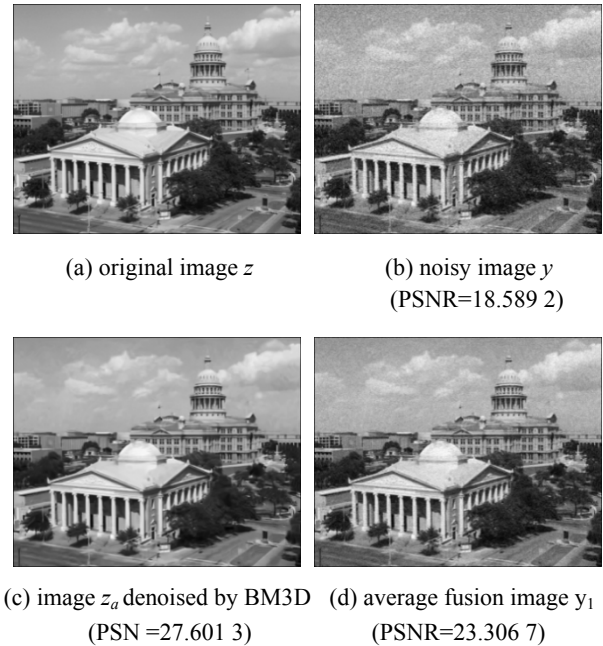 (a) original image z
(b) noisy image y
(PSNR=18.589 2)
(c) image zₐ denoised by BM3D
(PSN =27.601 3)
(d) average fusion image y₁
(PSNR=23.306 7)